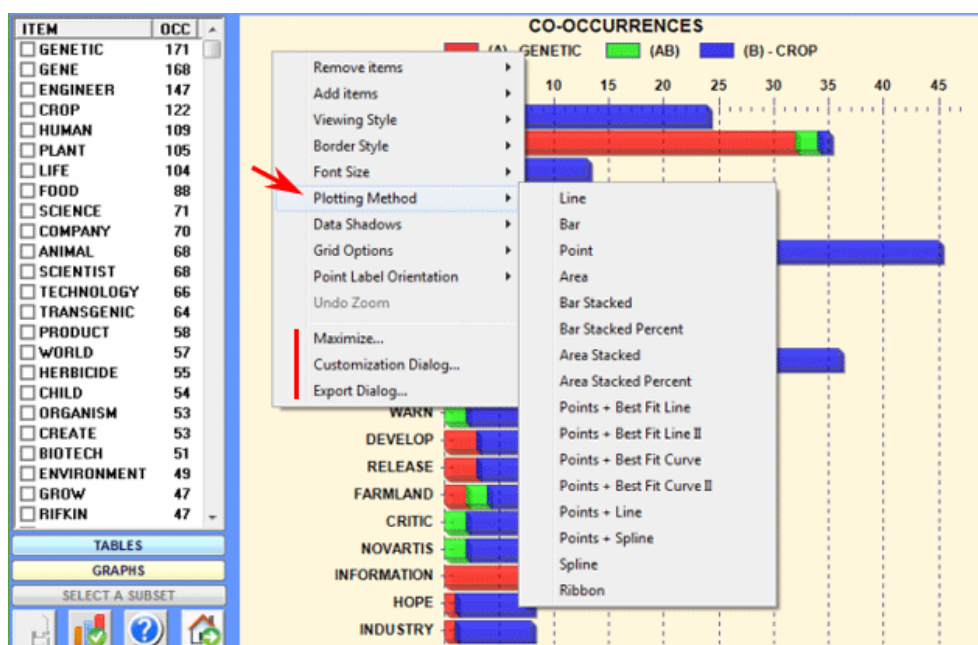 ITEM OCC
GENETIC 171
GENE 168
ENGINEER 147
CROP 122
HUMAN 109
PLANT 105
LIFE 104
FOOD 88
SCIENCE 71
COMPANY 70
ANIMAL 68
SCIENTIST 68
TECHNOLOGY 66
TRANSGENIC 64
PRODUCT 58
WORLD 57
HERBICIDE 55
CHILD 54
ORGANISM 53
CREATE 53
BIOTECH 51
ENVIRONMENT 49
GROW 47
RIFKIN 47
TABLES
GRAPHS
SELECT A SUBSET
CO-OCCURRENCES
(A) - GENETIC (AB) (B) - CROP
10 15 20 25 30 35 40 45
Remove items
Add items
Viewing Style
Border Style
Font Size
Plotting Method
Data Shadows
Grid Options
Point Label Orientation
Undo Zoom
Maximize...
Customization Dialog...
Export Dialog...
Line
Bar
Point
Area
Bar Stacked
Bar Stacked Percent
Area Stacked
Area Stacked Percent
Points + Best Fit Line
Points + Best Fit Line II
Points + Best Fit Curve
Points + Best Fit Curve II
Points + Line
Points + Spline
Spline
Ribbon
WARN
DEVELOP
RELEASE
FARMLAND
CRITIC
NOVARTIS
INFORMATION
HOPE
INDUSTRY